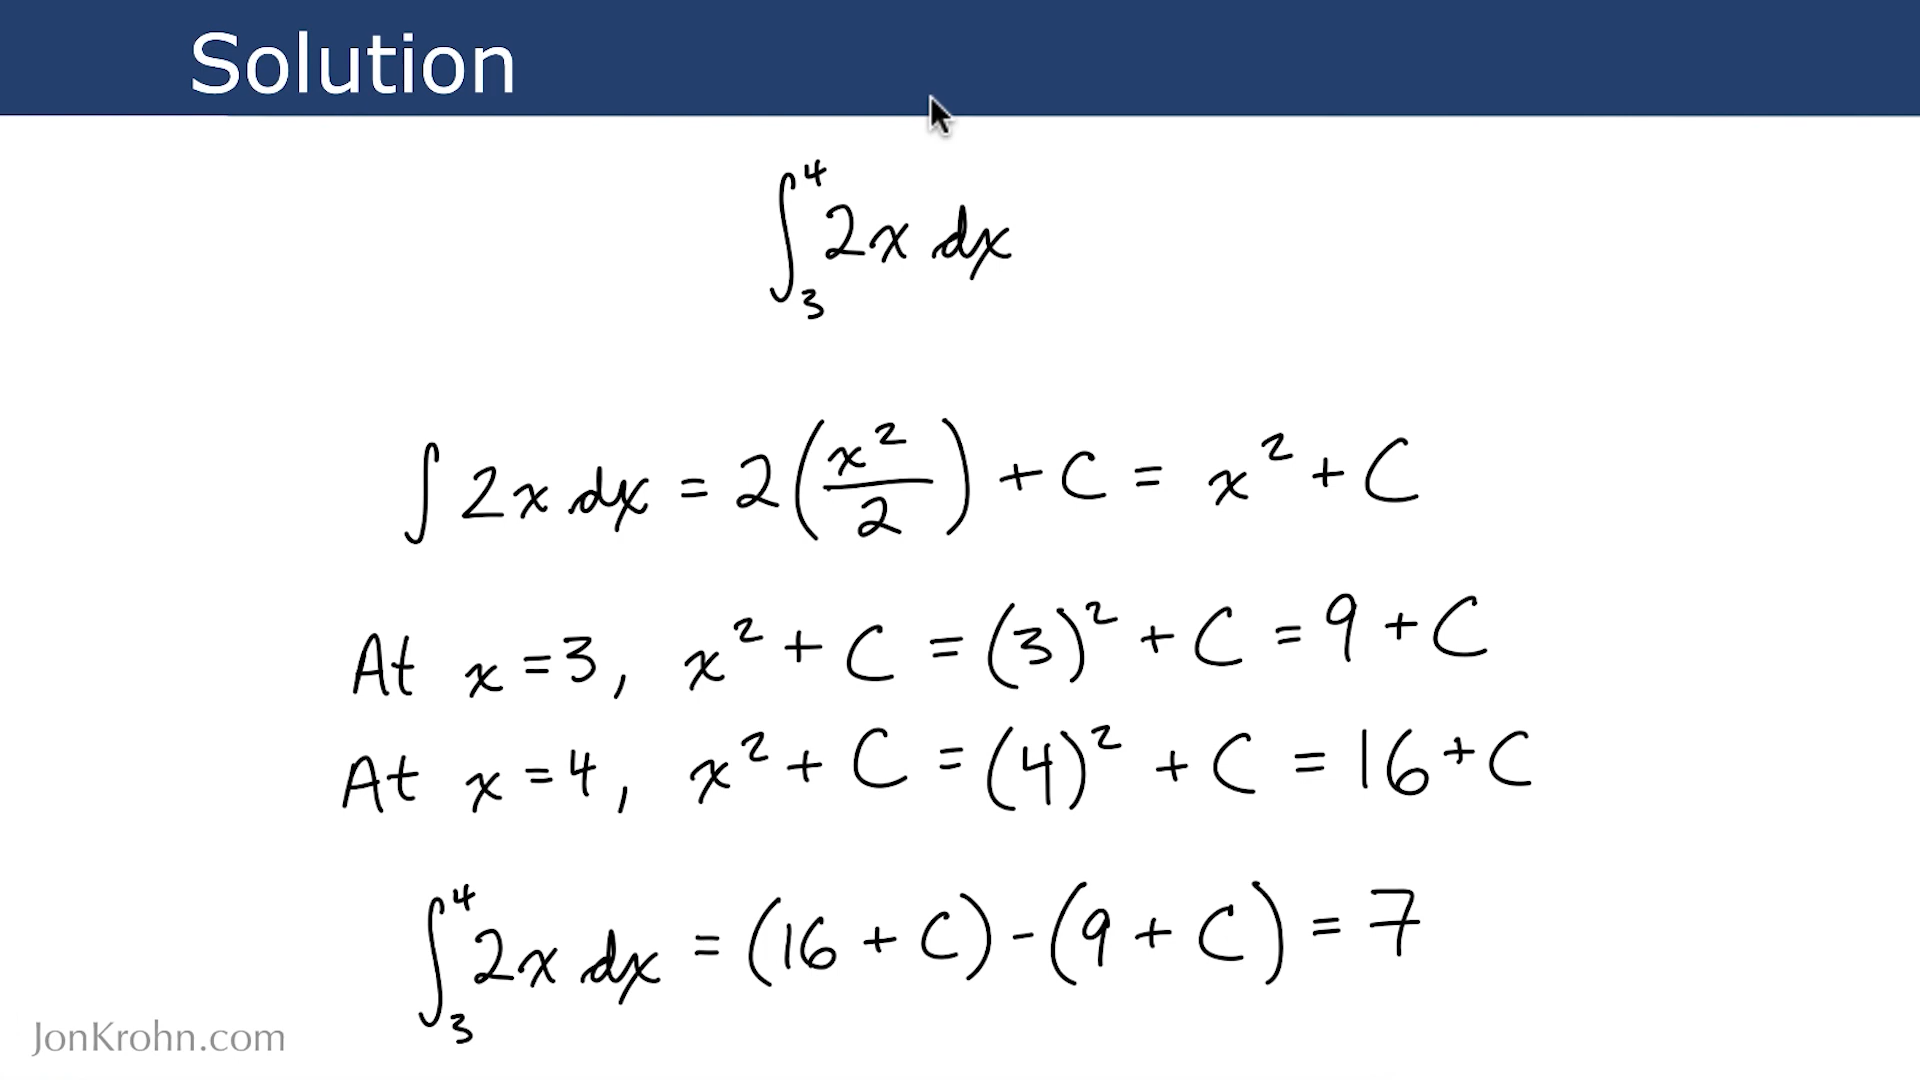 Solution
∫₃⁴ 2x dx
∫ 2x dx = 2(x²/2) + C = x² + C
At x = 3, x² + C = (3)² + C = 9 + C
At x = 4, x² + C = (4)² + C = 16 + C
∫₃⁴ 2x dx = (16 + C) - (9 + C) = 7
JonKrohn.com